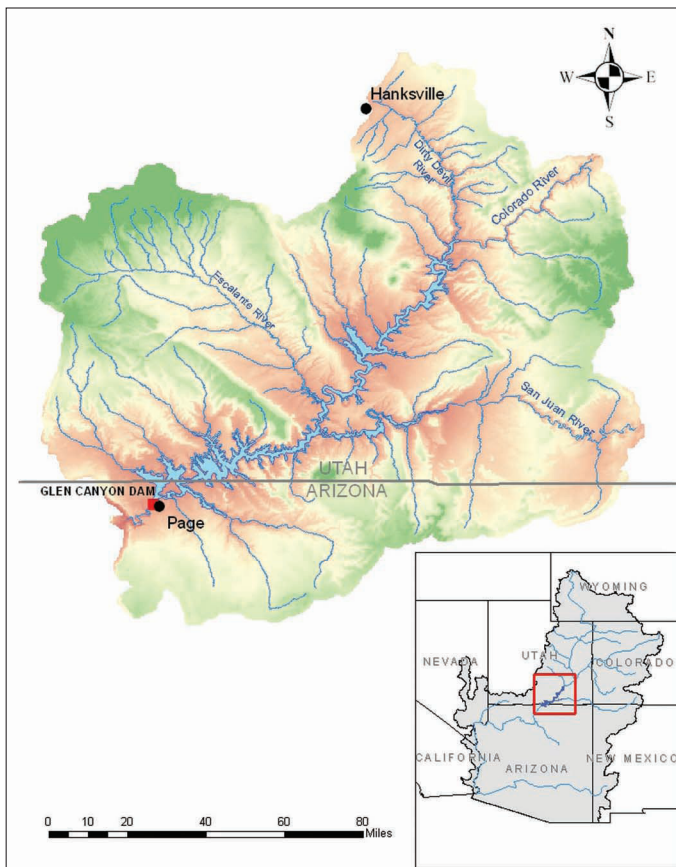 N
W
E
S
Hanksville
Dirty Devil
River
Colorado River
Escalante River
San Juan River
UTAH
ARIZONA
GLEN CANYON DAM
Page
WYOMING
UTAH
COLORADO
NEVADA
CALIFORNIA
ARIZONA
NEW MEXICO
0 10 20 40 60 80
Miles